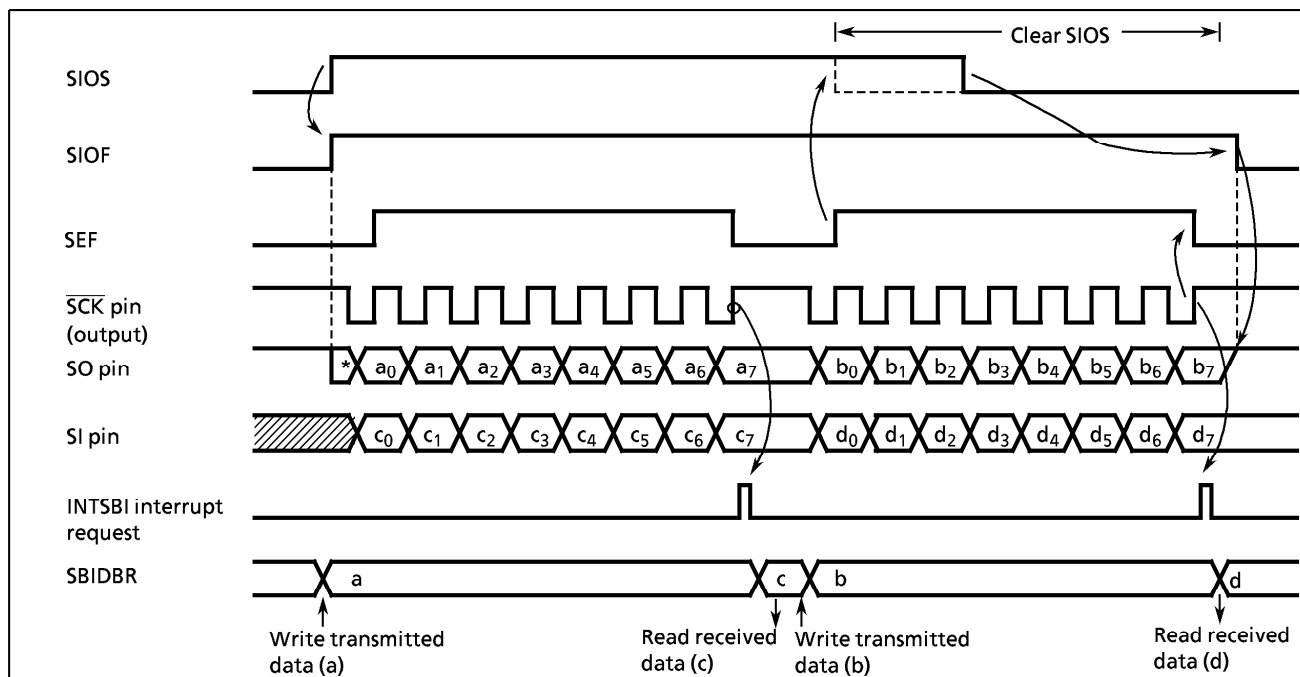 Clear SIOS
SIOS
SIOF
SEF
SCK pin
(output)
SO pin
* a0 a1 a2 a3 a4 a5 a6 a7 b0 b1 b2 b3 b4 b5 b6 b7
SI pin
c0 c1 c2 c3 c4 c5 c6 c7 d0 d1 d2 d3 d4 d5 d6 d7
INTSBI interrupt
request
SBIDBR
a c b d
Write transmitted
data (a)
Read received
data (c)
Write transmitted
data (b)
Read received
data (d)